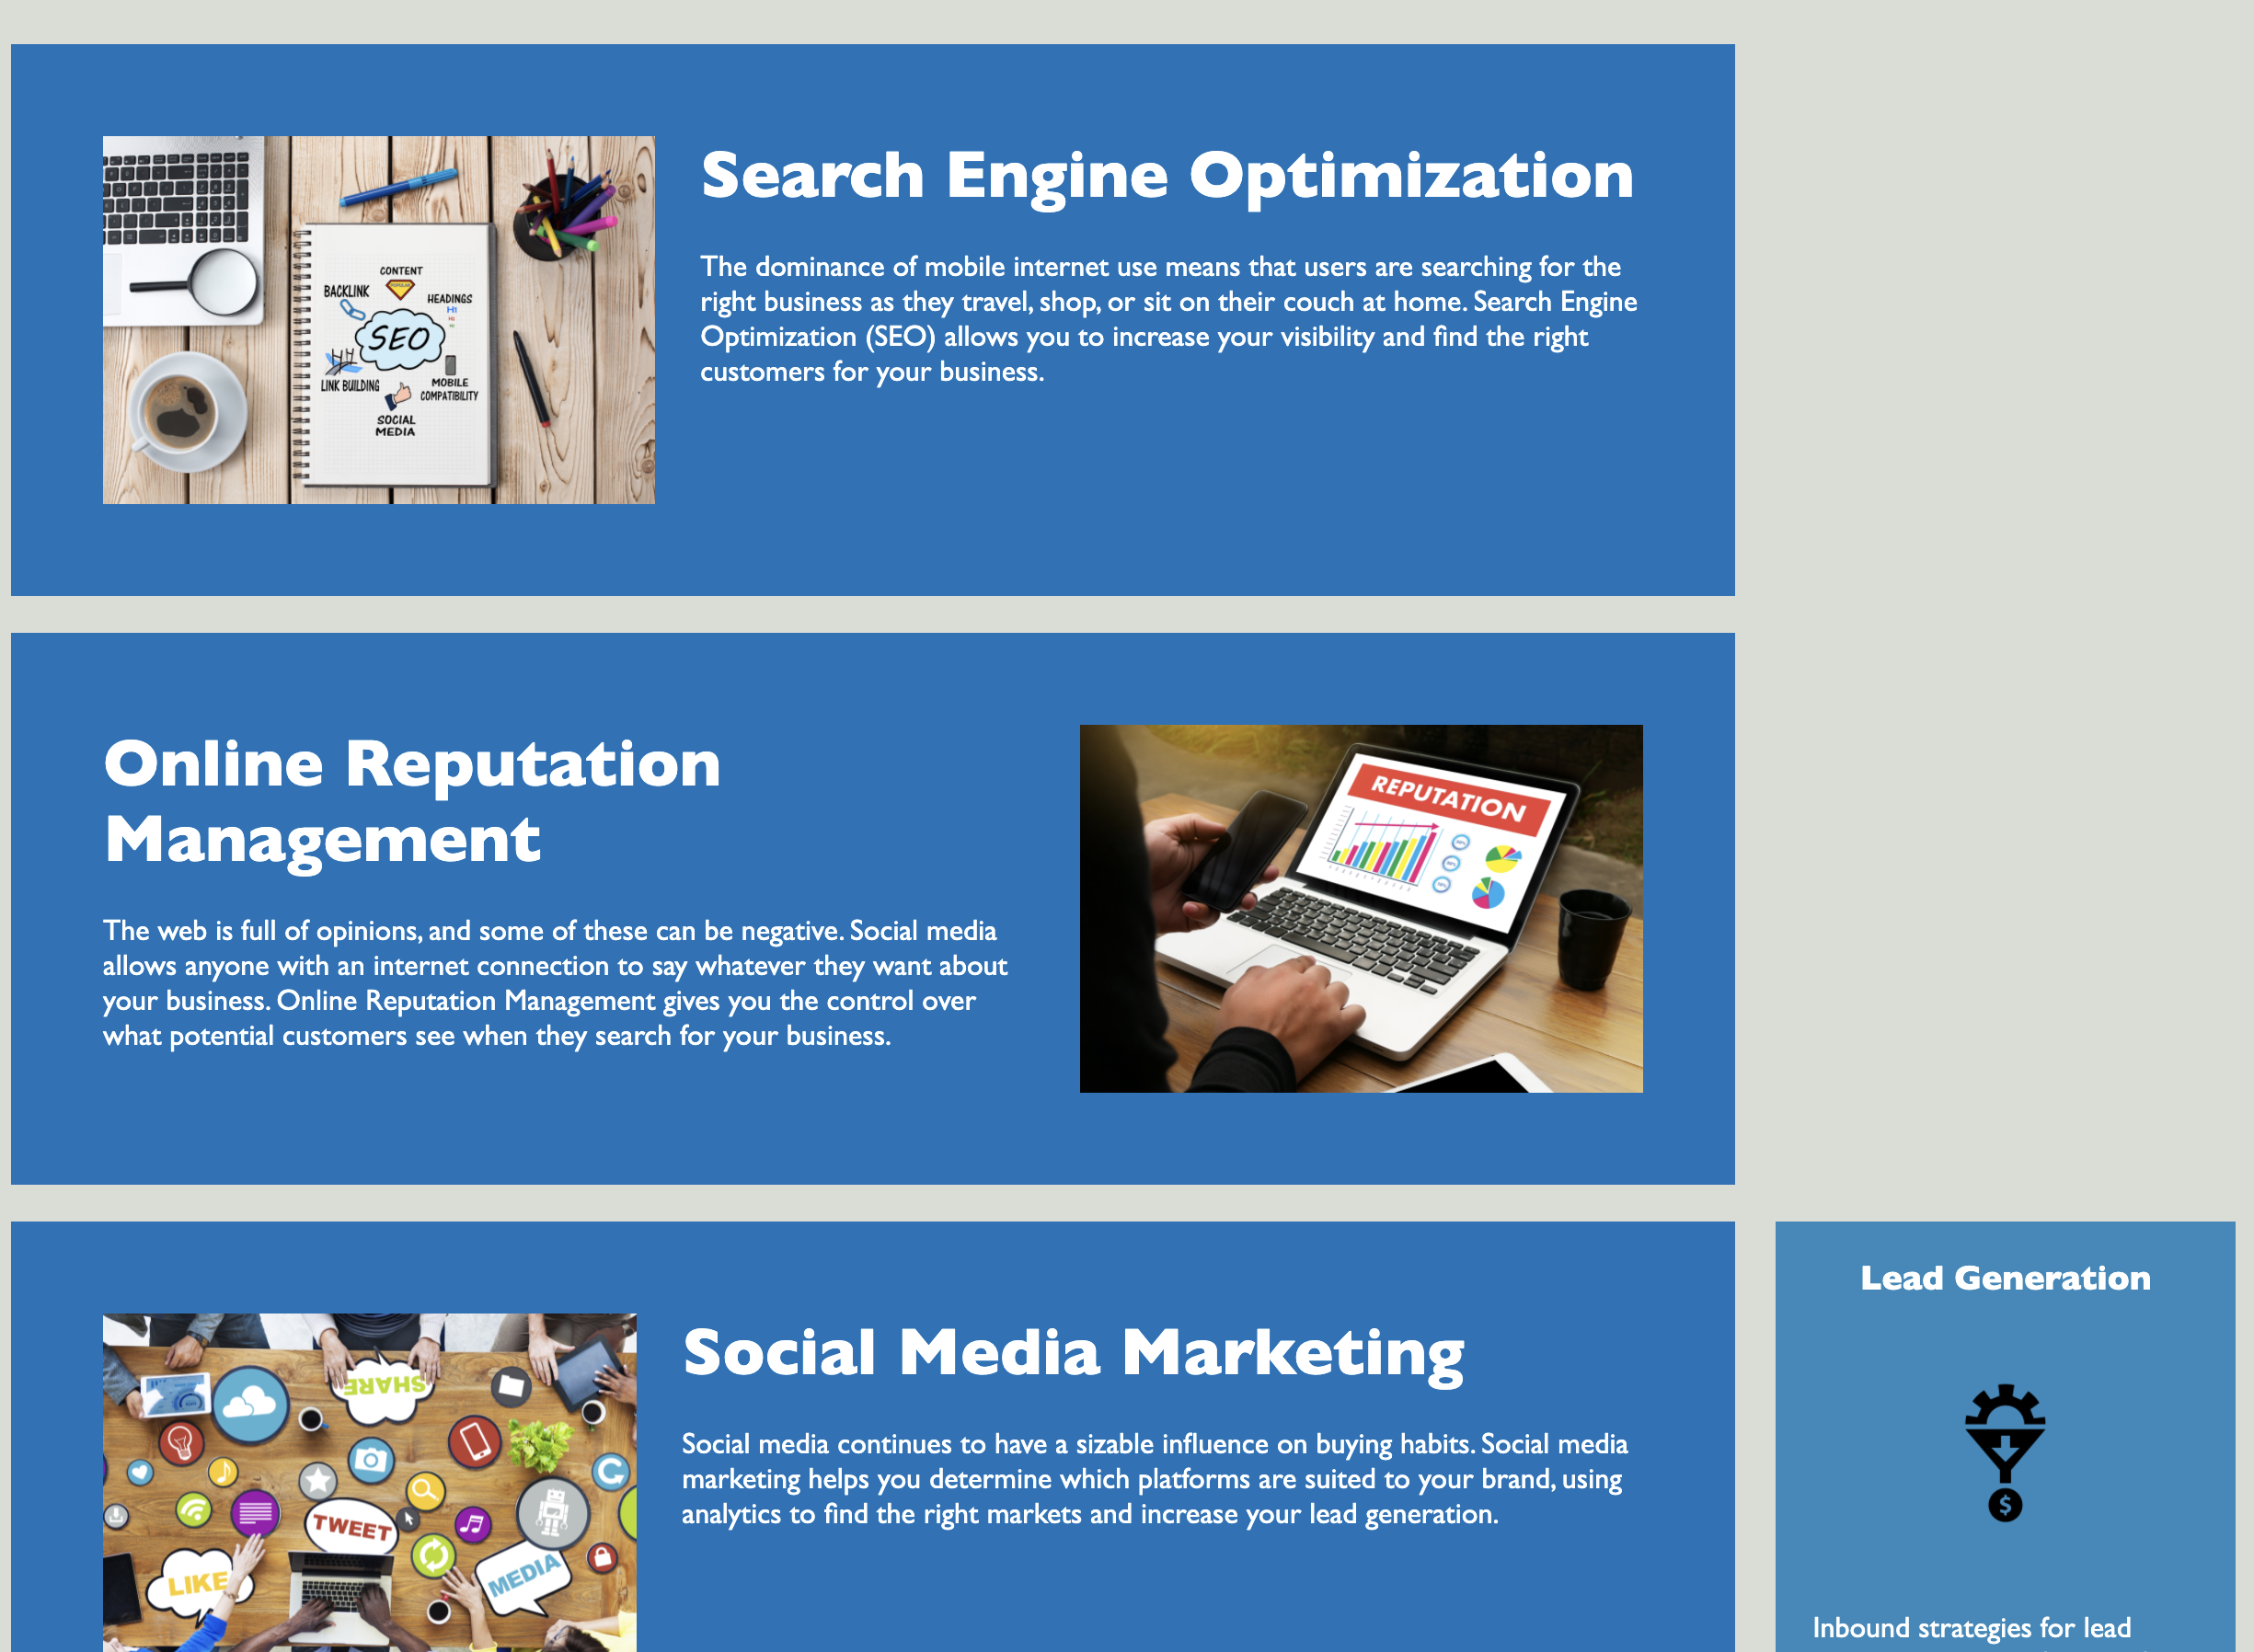 Search Engine Optimization
The dominance of mobile internet use means that users are searching for the
right business as they travel, shop, or sit on their couch at home. Search Engine
Optimization (SEO) allows you to increase your visibility and find the right
customers for your business.
CONTENT
POPULAR
BACKLINK
HEADINGS
H1
H2
H3
SEO
LINK BUILDING
MOBILE
COMPATIBILITY
SOCIAL
MEDIA
Online Reputation
Management
The web is full of opinions, and some of these can be negative. Social media
allows anyone with an internet connection to say whatever they want about
your business. Online Reputation Management gives you the control over
what potential customers see when they search for your business.
REPUTATION
Social Media Marketing
Social media continues to have a sizable influence on buying habits. Social media
marketing helps you determine which platforms are suited to your brand, using
analytics to find the right markets and increase your lead generation.
SHARE
TWEET
LIKE
MEDIA
Lead Generation
$
Inbound strategies for lead